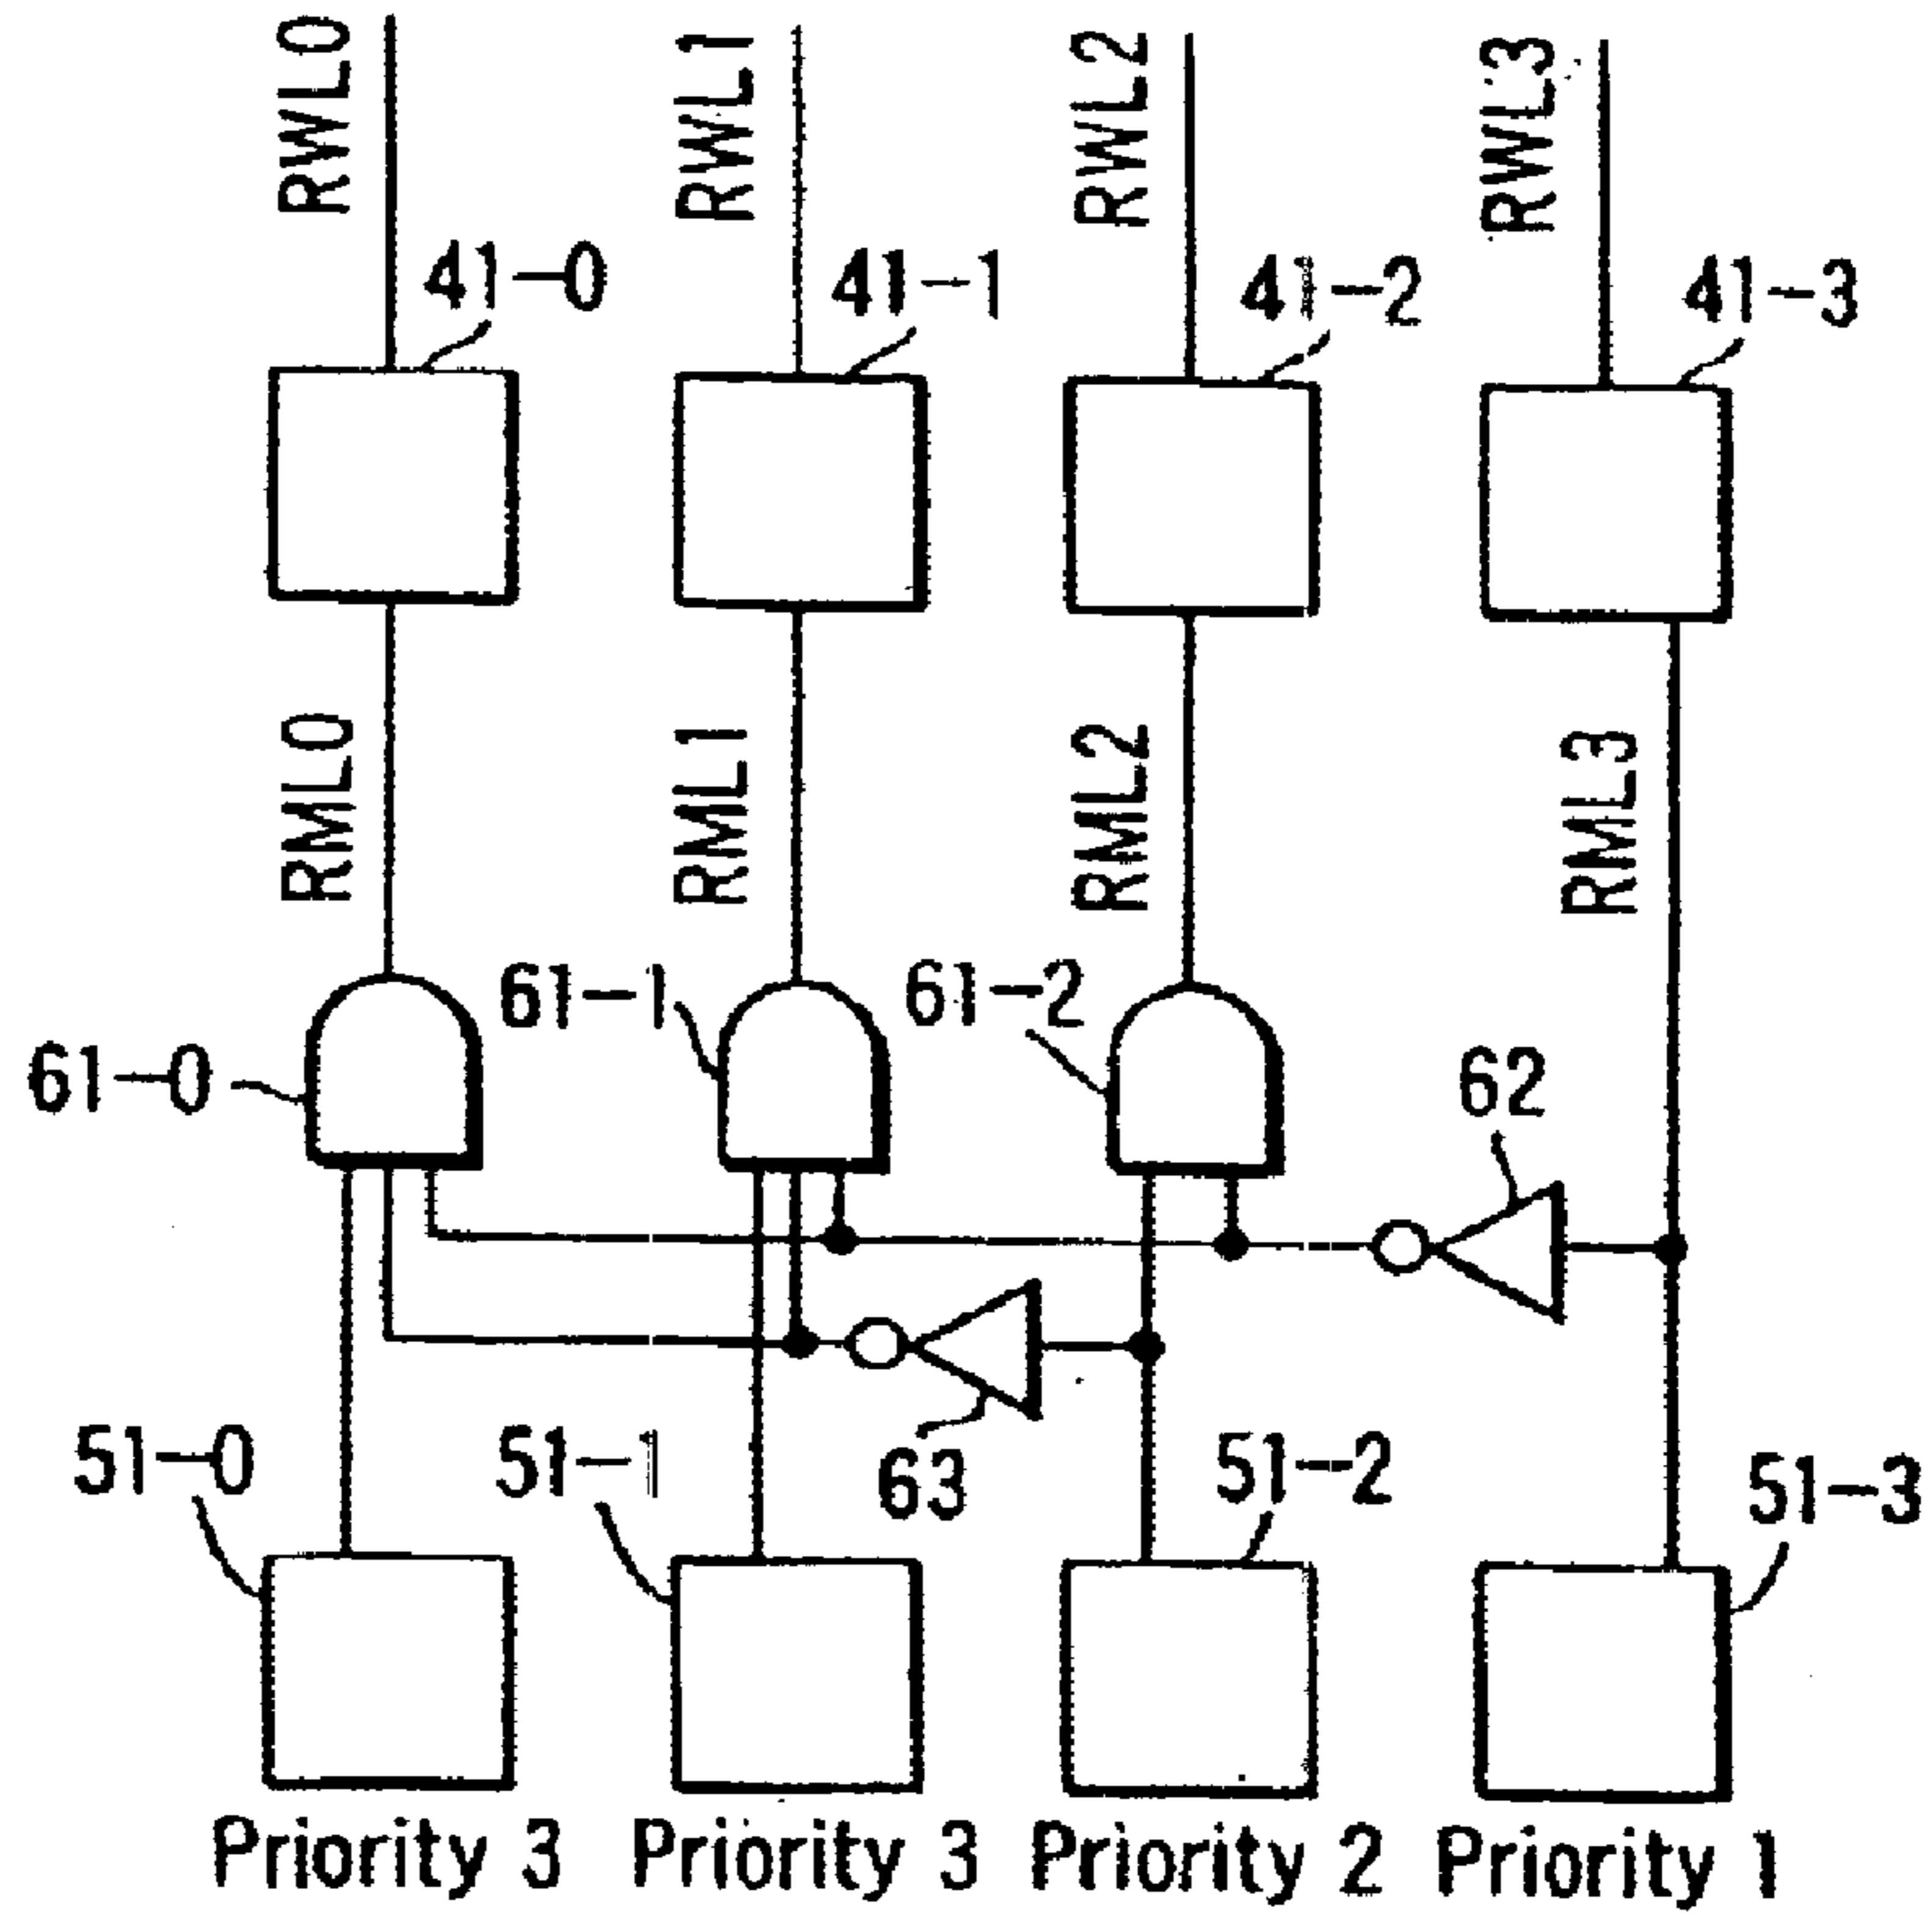 RWL0
RWL1
RWL2
RWL3
41-0
41-1
41-2
41-3
RML0
RML1
RML2
RML3
61-0
61-1
61-2
62
63
51-0
51-1
51-2
51-3
Priority 3
Priority 3
Priority 2
Priority 1